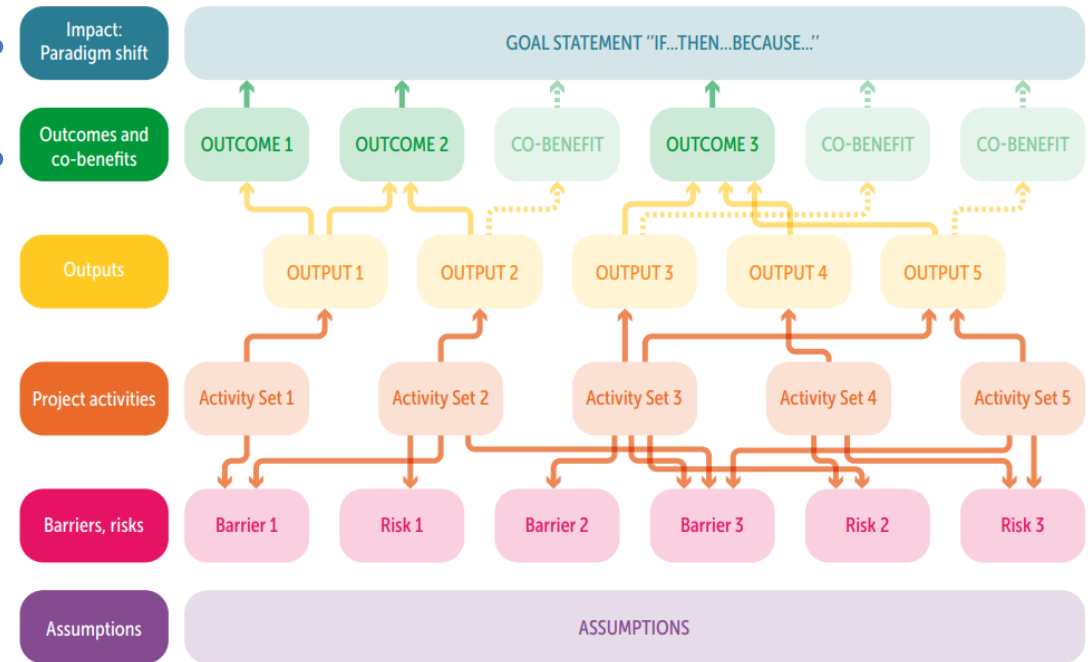 Impact:
Paradigm shift
GOAL STATEMENT "IF...THEN...BECAUSE..."
Outcomes and
co-benefits
OUTCOME 1
OUTCOME 2
CO-BENEFIT
OUTCOME 3
CO-BENEFIT
CO-BENEFIT
Outputs
OUTPUT 1
OUTPUT 2
OUTPUT 3
OUTPUT 4
OUTPUT 5
Project activities
Activity Set 1
Activity Set 2
Activity Set 3
Activity Set 4
Activity Set 5
Barriers, risks
Barrier 1
Risk 1
Barrier 2
Barrier 3
Risk 2
Risk 3
Assumptions
ASSUMPTIONS